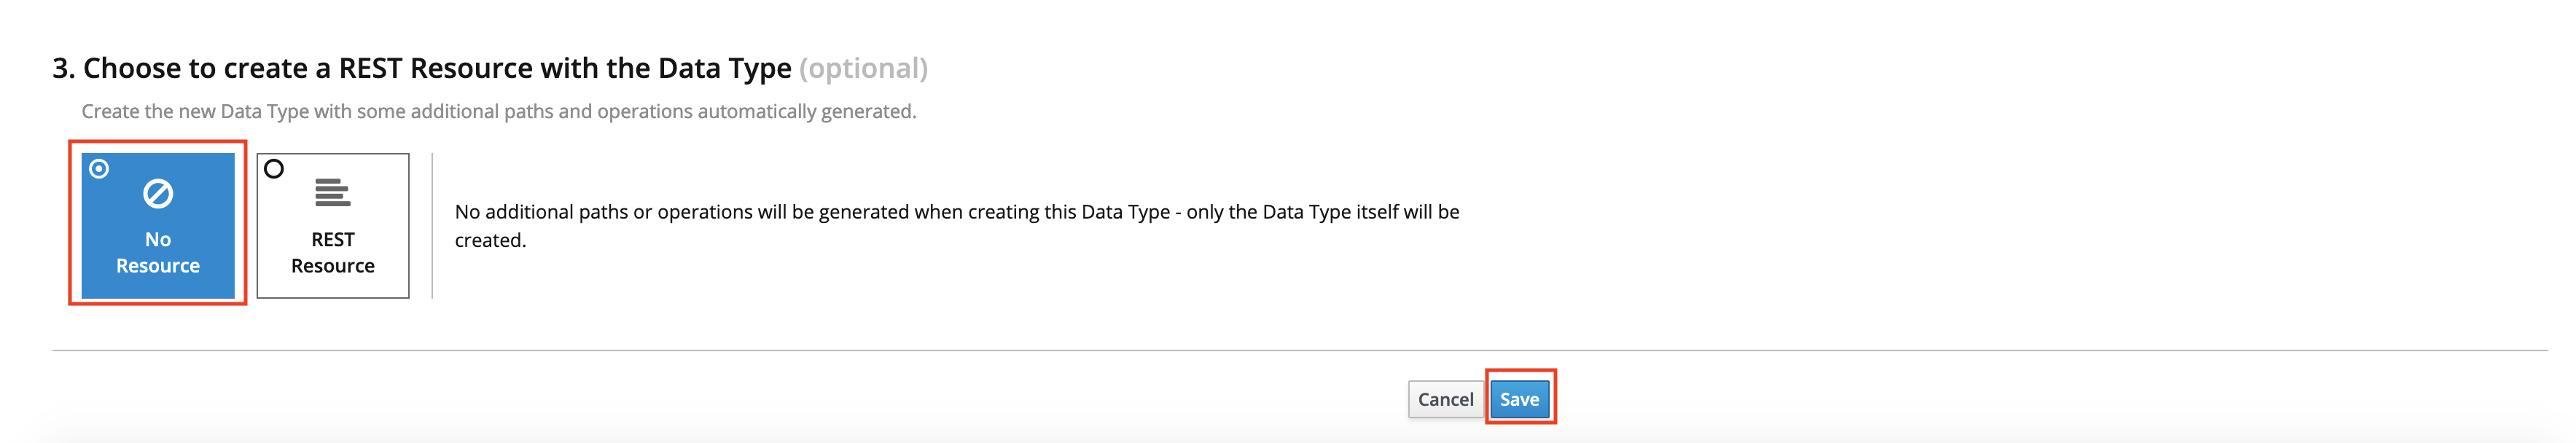 3. Choose to create a REST Resource with the Data Type (optional)
Create the new Data Type with some additional paths and operations automatically generated.
No
Resource
REST
Resource
No additional paths or operations will be generated when creating this Data Type - only the Data Type itself will be
created.
Cancel
Save